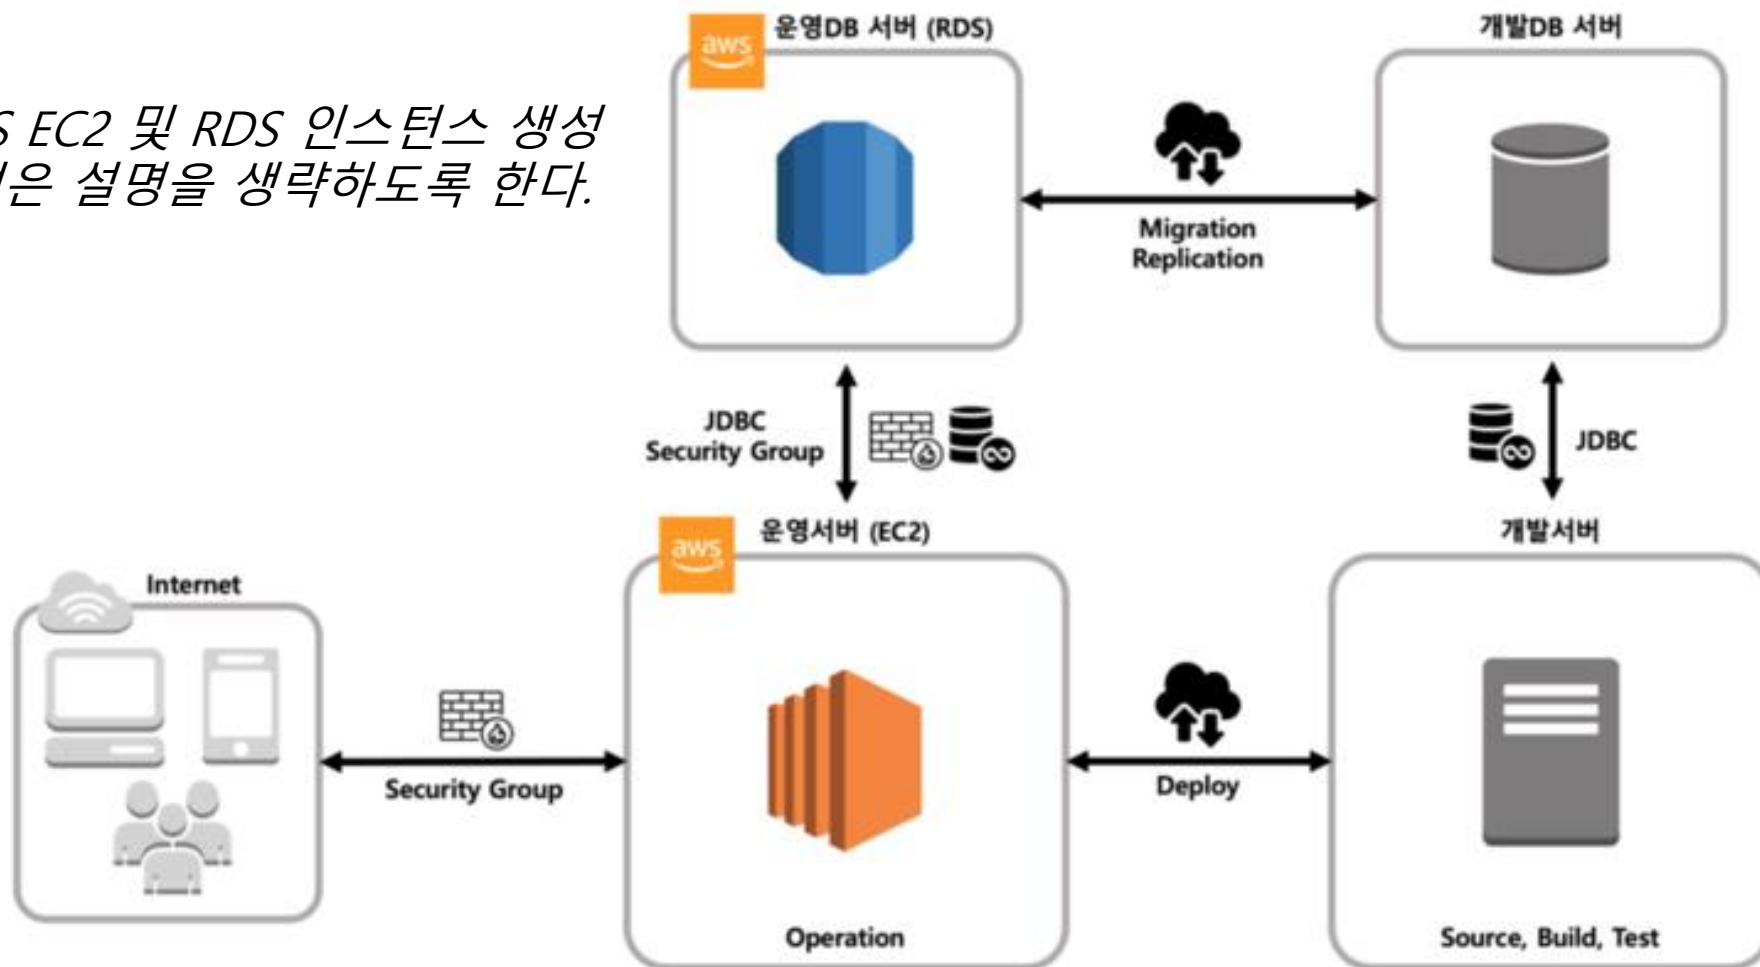 S EC2 및 RDS 인스턴스 생성
은 설명을 생략하도록 한다.
aws
운영DB 서버 (RDS)
개발DB 서버
Migration
Replication
JDBC
Security Group
JDBC
aws
운영서버 (EC2)
개발서버
Internet
Security Group
Deploy
Operation
Source, Build, Test